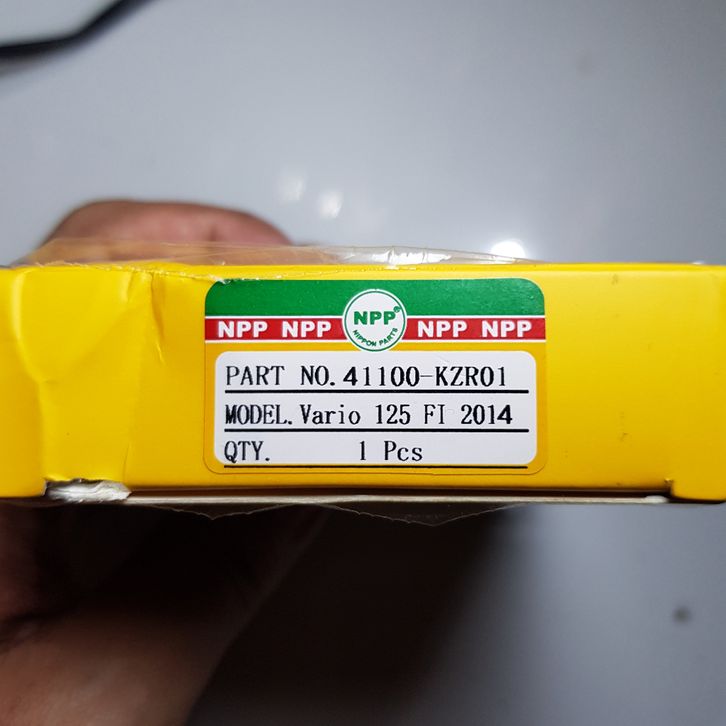 NPP NPP NPP® NPP NPP
NIPPON PARTS
PART NO. 41100-KZR01
MODEL. Vario 125 FI 2014
QTY. 1 Pcs